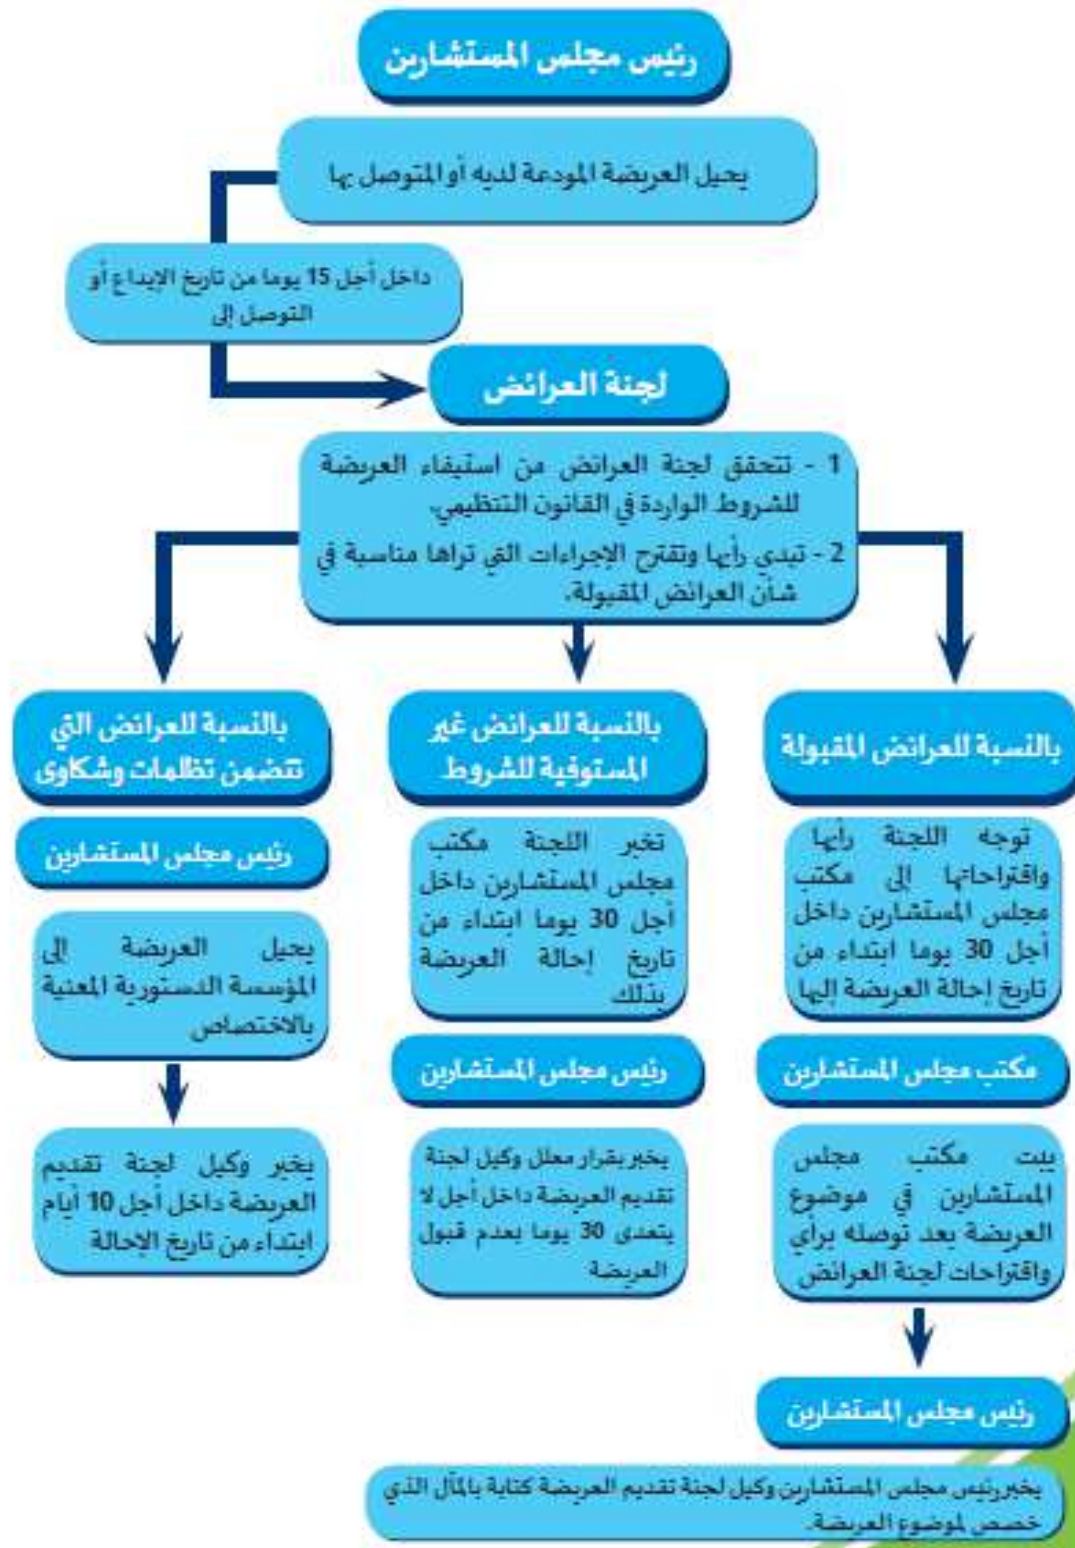 رئيس مجلس المستشارين
يحيل العريضة المودعة لديه أو المتوصل بها
داخل أجل 15 يوما من تاريخ الإيداع أو
التوصل إلى
لجنة العرائض
1 - تتحقق لجنة العرائض من استيفاء العريضة
للشروط الواردة في القانون التنظيمي.
2 - تبدي رأيها وتقترح الإجراءات التي تراها مناسبة في
شأن العرائض المقبولة.
بالنسبة للعرائض المقبولة
توجه اللجنة رأيها
واقتراحاتها إلى مكتب
مجلس المستشارين داخل
أجل 30 يوما ابتداء من
تاريخ إحالة العريضة إليها
مكتب مجلس المستشارين
يبت مكتب مجلس
المستشارين في موضوع
العريضة بعد توصله برأي
واقتراحات لجنة العرائض
رئيس مجلس المستشارين
يخبر رئيس مجلس المستشارين وكيل لجنة تقديم العريضة كتابة بالمآل الذي
خصص لموضوع العريضة.
بالنسبة للعرائض غير
المستوفية للشروط
تخبر اللجنة مكتب
مجلس المستشارين داخل
أجل 30 يوما ابتداء من
تاريخ إحالة العريضة
بذلك
رئيس مجلس المستشارين
يخبر بقرار معلل وكيل لجنة
تقديم العريضة داخل أجل لا
يتعدى 30 يوما بعدم قبول
العريضة
بالنسبة للعرائض التي
تتضمن تظلمات وشكاوى
رئيس مجلس المستشارين
يحيل العريضة إلى
المؤسسة الدستورية المعنية
بالاختصاص
يخبر وكيل لجنة تقديم
العريضة داخل أجل 10 أيام
ابتداء من تاريخ الإحالة